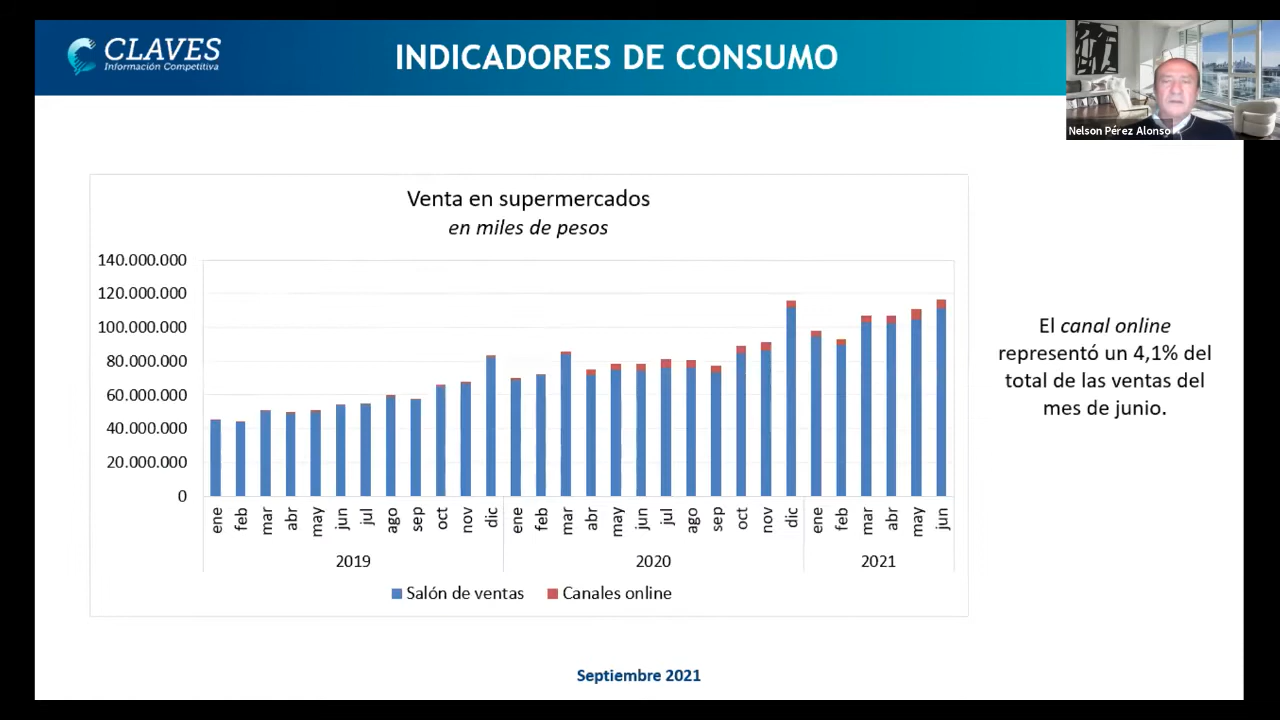 CLAVES
Información Competitiva
INDICADORES DE CONSUMO
Nelson Pérez Alonso
Venta en supermercados
en miles de pesos
140.000.000
120.000.000
100.000.000
80.000.000
60.000.000
40.000.000
20.000.000
0
ene feb mar abr may jun jul ago sep oct nov dic ene feb mar abr may jun jul ago sep oct nov dic ene feb mar abr may jun
2019 2020 2021
Salón de ventas Canales online
El canal online
representó un 4,1% del
total de las ventas del
mes de junio.
Septiembre 2021